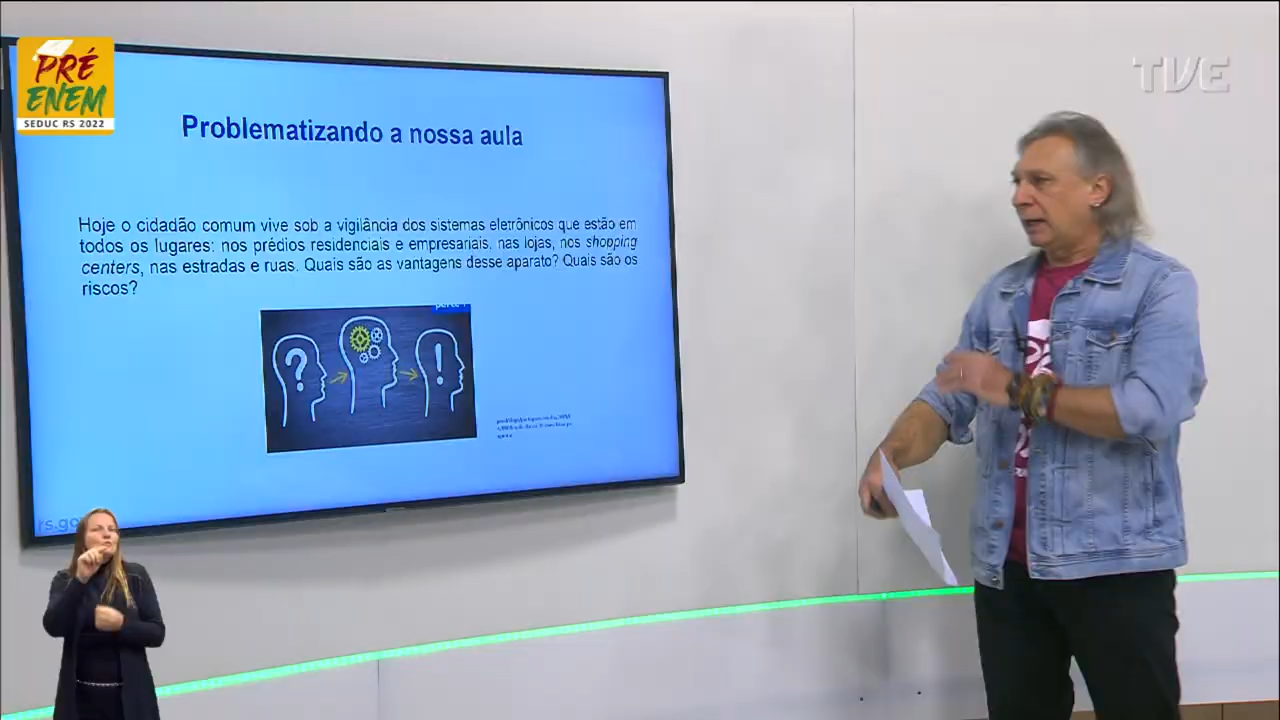 PRÉ
ENEM
SEDUC RS 2022
TVE
Problematizando a nossa aula
Hoje o cidadão comum vive sob a vigilância dos sistemas eletrônicos que estão em
todos os lugares: nos prédios residenciais e empresariais, nas lojas, nos shopping
centers, nas estradas e ruas. Quais são as vantagens desse aparato? Quais são os
riscos?
? !
rs.go